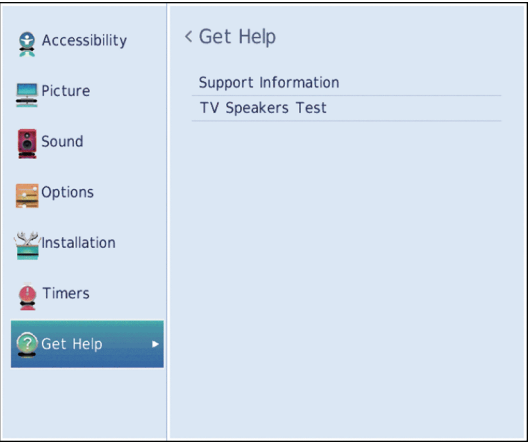 Accessibility
Picture
Sound
Options
Installation
Timers
Get Help
< Get Help
Support Information
TV Speakers Test